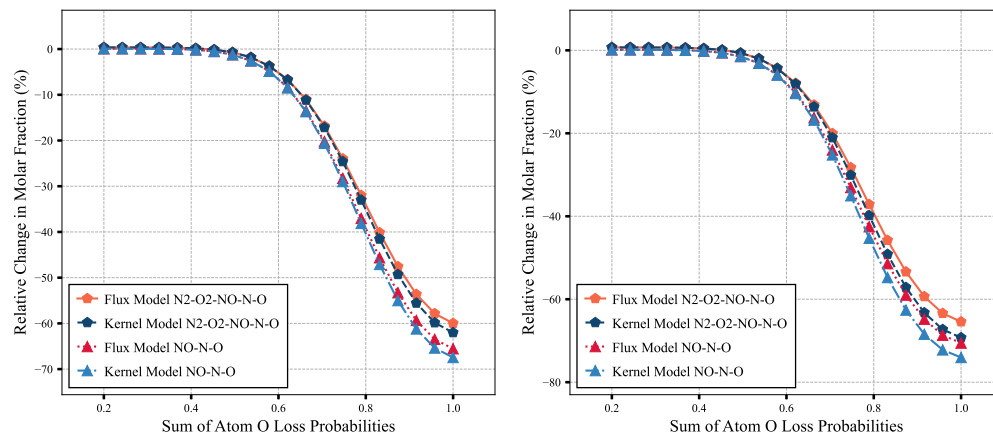 Relative Change in Molar Fraction (%)
0
−10
−20
−30
−40
−50
−60
−70
Flux Model N2-O2-NO-N-O
Kernel Model N2-O2-NO-N-O
Flux Model NO-N-O
Kernel Model NO-N-O
0.2 0.4 0.6 0.8 1.0
Sum of Atom O Loss Probabilities
Relative Change in Molar Fraction (%)
0
−20
−40
−60
−80
Flux Model N2-O2-NO-N-O
Kernel Model N2-O2-NO-N-O
Flux Model NO-N-O
Kernel Model NO-N-O
0.2 0.4 0.6 0.8 1.0
Sum of Atom O Loss Probabilities